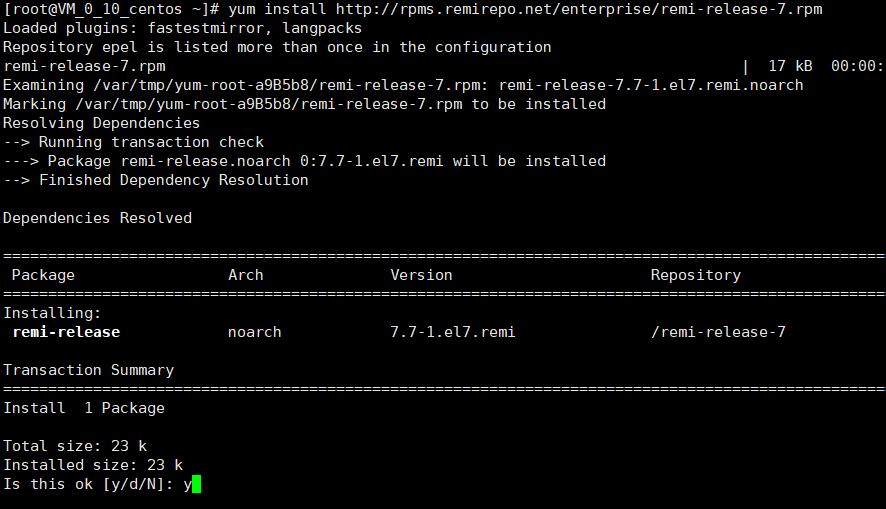 [root@VM_0_10_centos ~]# yum install http://rpms.remirepo.net/enterprise/remi-release-7.rpm
Loaded plugins: fastestmirror, langpacks
Repository epel is listed more than once in the configuration
remi-release-7.rpm | 17 kB 00:00:
Examining /var/tmp/yum-root-a9B5b8/remi-release-7.rpm: remi-release-7.7-1.el7.remi.noarch
Marking /var/tmp/yum-root-a9B5b8/remi-release-7.rpm to be installed
Resolving Dependencies
--> Running transaction check
---> Package remi-release.noarch 0:7.7-1.el7.remi will be installed
--> Finished Dependency Resolution
Dependencies Resolved
================================================================================================
Package Arch Version Repository
================================================================================================
Installing:
remi-release noarch 7.7-1.el7.remi /remi-release-7
Transaction Summary
================================================================================================
Install 1 Package
Total size: 23 k
Installed size: 23 k
Is this ok [y/d/N]: y